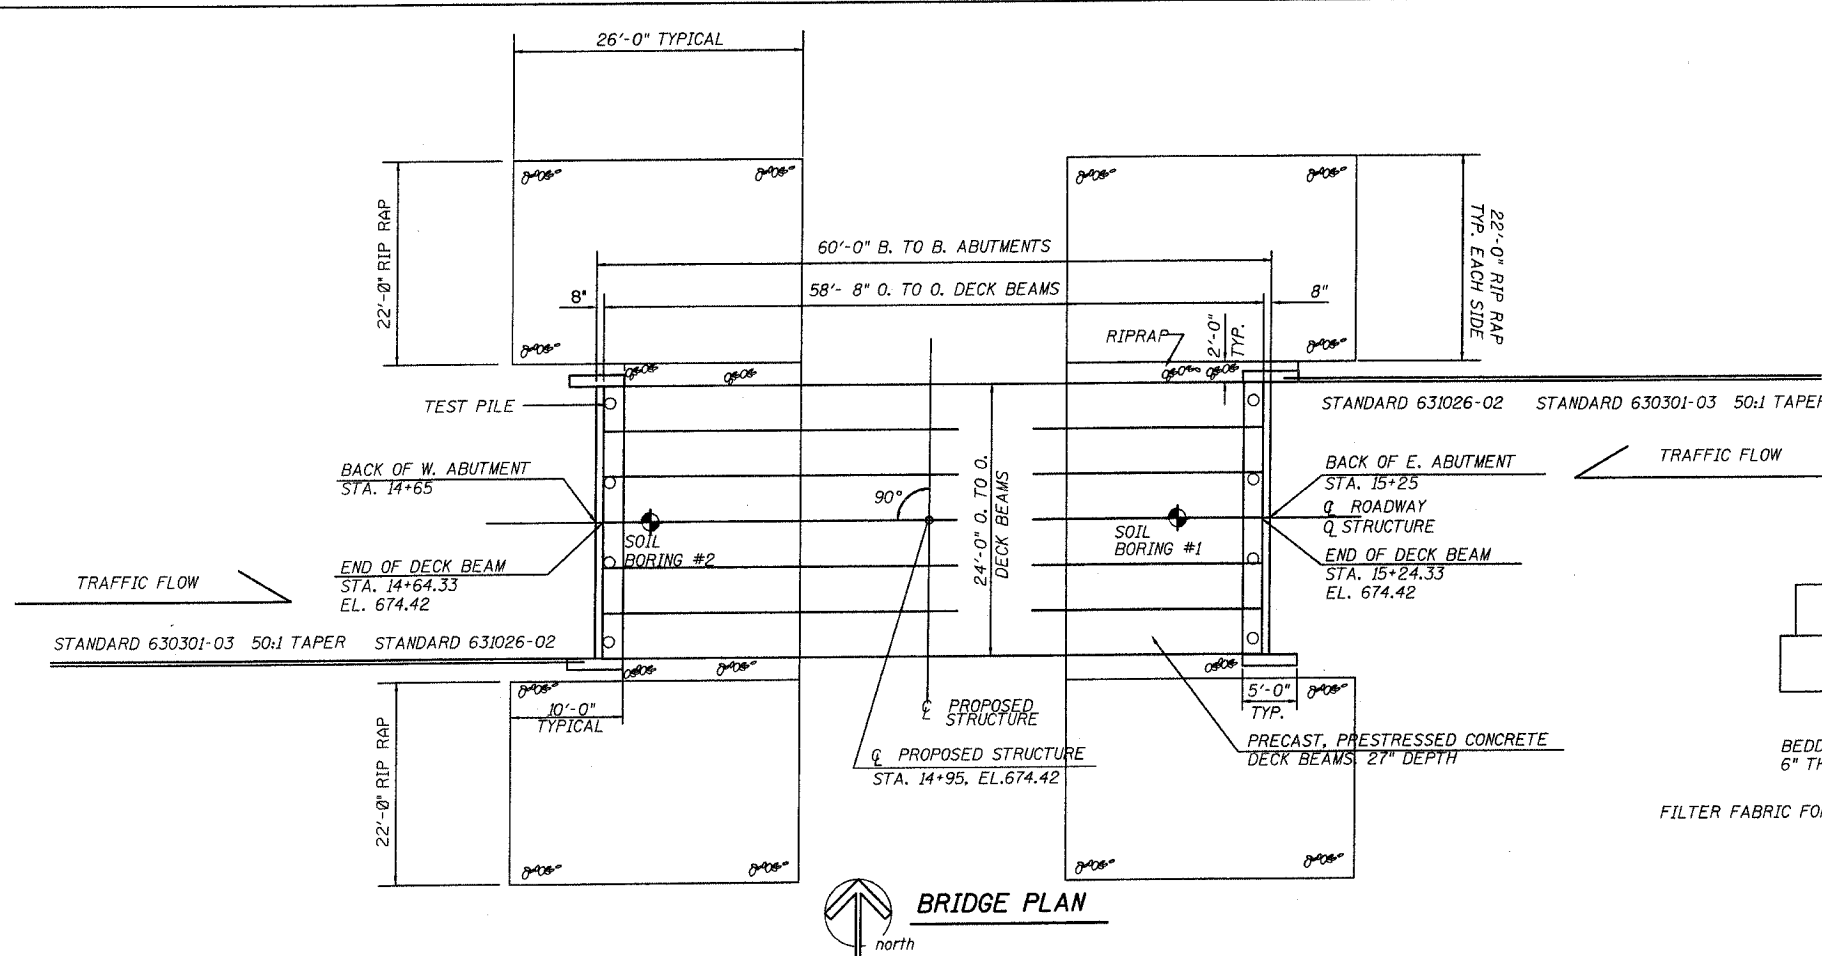 26'-0" TYPICAL
22'-0" RIP RAP
22'-0" RIP RAP
TYP. EACH SIDE
60'-0" B. TO B. ABUTMENTS
58'- 8" O. TO O. DECK BEAMS
8"
8"
RIPRAP
2'-0"
TYP.
TEST PILE
STANDARD 631026-02 STANDARD 630301-03 50:1 TAPER
BACK OF W. ABUTMENT
STA. 14+65
90°
24'-0" O. TO O.
DECK BEAMS
BACK OF E. ABUTMENT
STA. 15+25
℄ ROADWAY
℄ STRUCTURE
TRAFFIC FLOW
SOIL
BORING #2
SOIL
BORING #1
END OF DECK BEAM
STA. 14+64.33
EL. 674.42
END OF DECK BEAM
STA. 15+24.33
EL. 674.42
TRAFFIC FLOW
STANDARD 630301-03 50:1 TAPER STANDARD 631026-02
22'-0" RIP RAP
10'-0"
TYPICAL
℄ PROPOSED
STRUCTURE
5'-0"
TYP.
℄ PROPOSED STRUCTURE
STA. 14+95, EL.674.42
PRECAST, PRESTRESSED CONCRETE
DECK BEAMS, 27" DEPTH
BEDD
6" TH
FILTER FABRIC FO
BRIDGE PLAN
north